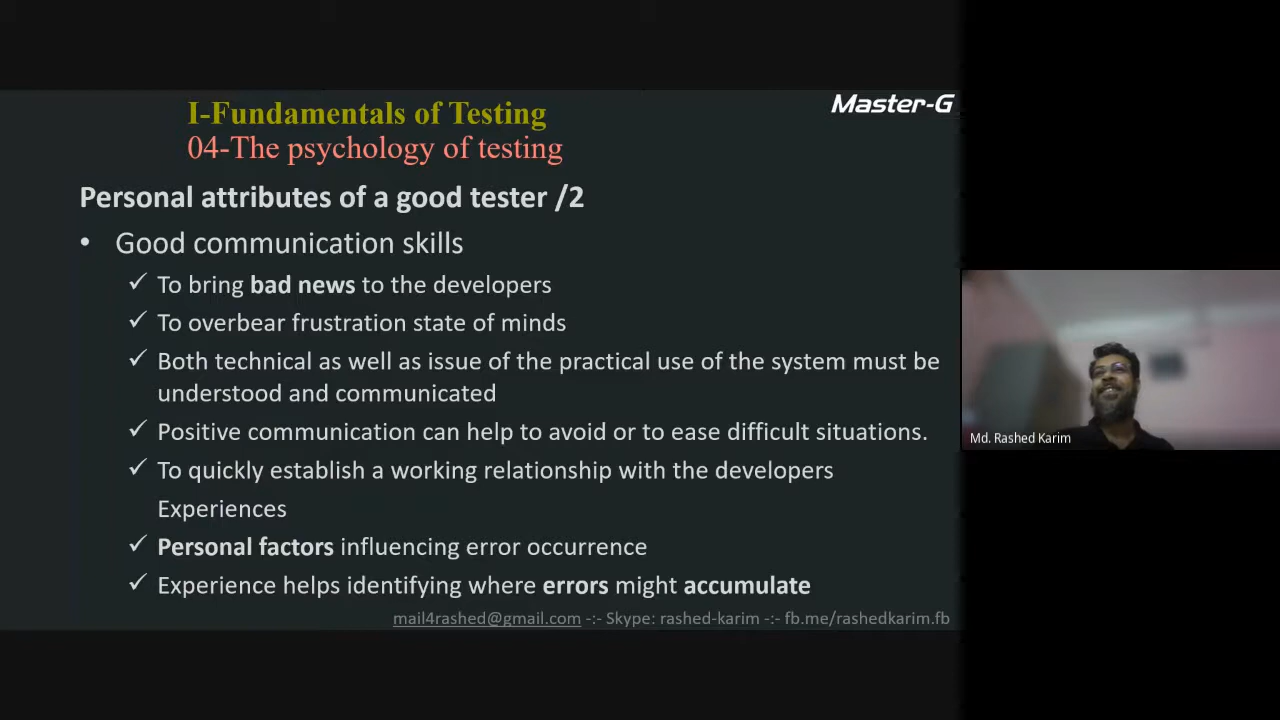 I-Fundamentals of Testing
Master-G
04-The psychology of testing
Personal attributes of a good tester /2
• Good communication skills
✓ To bring bad news to the developers
✓ To overbear frustration state of minds
✓ Both technical as well as issue of the practical use of the system must be
understood and communicated
✓ Positive communication can help to avoid or to ease difficult situations.
✓ To quickly establish a working relationship with the developers
Experiences
✓ Personal factors influencing error occurrence
✓ Experience helps identifying where errors might accumulate
mail4rashed@gmail.com -:- Skype: rashed-karim -:- fb.me/rashedkarim.fb
Md. Rashed Karim